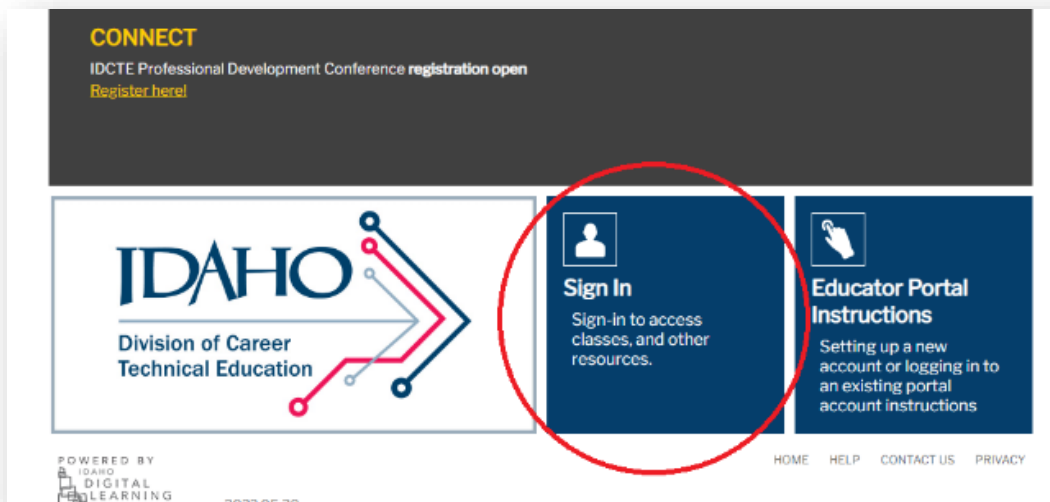 CONNECT
IDCTE Professional Development Conference registration open
Register here!
IDAHO
Division of Career
Technical Education
Sign In
Sign-in to access
classes, and other
resources.
Educator Portal
Instructions
Setting up a new
account or logging in to
an existing portal
account instructions
POWERED BY
IDAHO
DIGITAL
LEARNING
HOME HELP CONTACT US PRIVACY